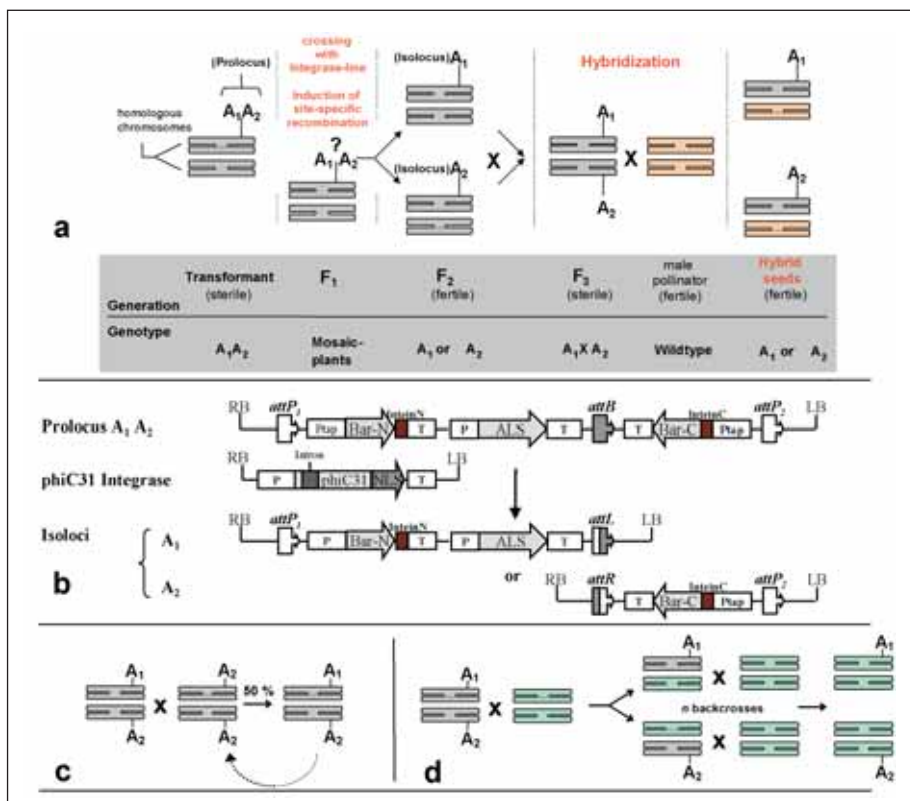 (Prolocus)
A1A2
homologous
chromosomes
crossing
with
Integrase-line
Induction of
site-specific
recombination
?
A1 A2
(Isolocus)A1
(Isolocus)A2
X
Hybridization
A1
X
A2
A1
A2
a
Generation
Transformant
(sterile)
F1
F2
(fertile)
F3
(sterile)
male
pollinator
(fertile)
Hybrid
seeds
(fertile)
Genotype
A1A2
Mosaic-
plants
A1 or A2
A1X A2
Wildtype
A1 or A2
Prolocus A1 A2
RB attP1 Ptap Bar-N InteinN T P ALS T attB T Bar-C InteinC Ptap attP2 LB
phiC31 Integrase
RB P Intron phiC31 NLS T LB
Isoloci
A1
RB attP1 P Bar-N InteinN T P ALS T attL LB
or
A2
RB attR T Bar-C InteinC Ptap attP2 LB
b
A1 A2 A1
X 50 %
A2 A2 A2
c
A1
X
A2
A1
X
A1
n backcrosses
X
A2
A2
d